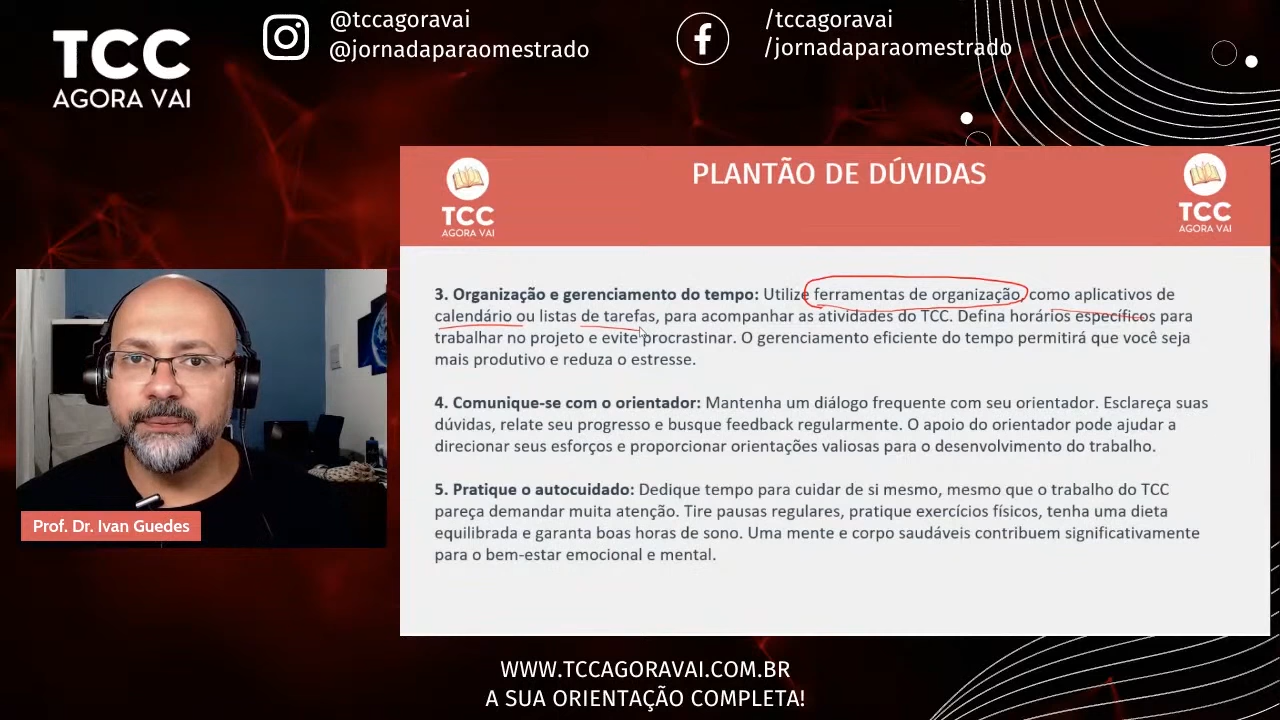 TCC
AGORA VAI
@tccagoravai
@jornadaparaomestrado
/tccagoravai
/jornadaparaomestrado
TCC
AGORA VAI
PLANTÃO DE DÚVIDAS
TCC
AGORA VAI
3. Organização e gerenciamento do tempo: Utilize ferramentas de organização, como aplicativos de
calendário ou listas de tarefas, para acompanhar as atividades do TCC. Defina horários específicos para
trabalhar no projeto e evite procrastinar. O gerenciamento eficiente do tempo permitirá que você seja
mais produtivo e reduza o estresse.
4. Comunique-se com o orientador: Mantenha um diálogo frequente com seu orientador. Esclareça suas
dúvidas, relate seu progresso e busque feedback regularmente. O apoio do orientador pode ajudar a
direcionar seus esforços e proporcionar orientações valiosas para o desenvolvimento do trabalho.
5. Pratique o autocuidado: Dedique tempo para cuidar de si mesmo, mesmo que o trabalho do TCC
pareça demandar muita atenção. Tire pausas regulares, pratique exercícios físicos, tenha uma dieta
equilibrada e garanta boas horas de sono. Uma mente e corpo saudáveis contribuem significativamente
para o bem-estar emocional e mental.
Prof. Dr. Ivan Guedes
WWW.TCCAGORAVAI.COM.BR
A SUA ORIENTAÇÃO COMPLETA!